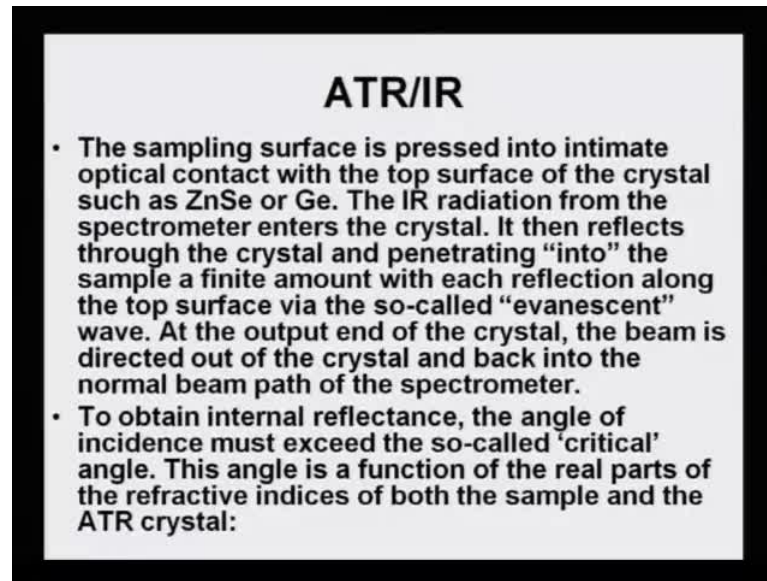 ATR/IR
• The sampling surface is pressed into intimate
optical contact with the top surface of the crystal
such as ZnSe or Ge. The IR radiation from the
spectrometer enters the crystal. It then reflects
through the crystal and penetrating “into” the
sample a finite amount with each reflection along
the top surface via the so-called “evanescent”
wave. At the output end of the crystal, the beam is
directed out of the crystal and back into the
normal beam path of the spectrometer.
• To obtain internal reflectance, the angle of
incidence must exceed the so-called ‘critical’
angle. This angle is a function of the real parts of
the refractive indices of both the sample and the
ATR crystal: